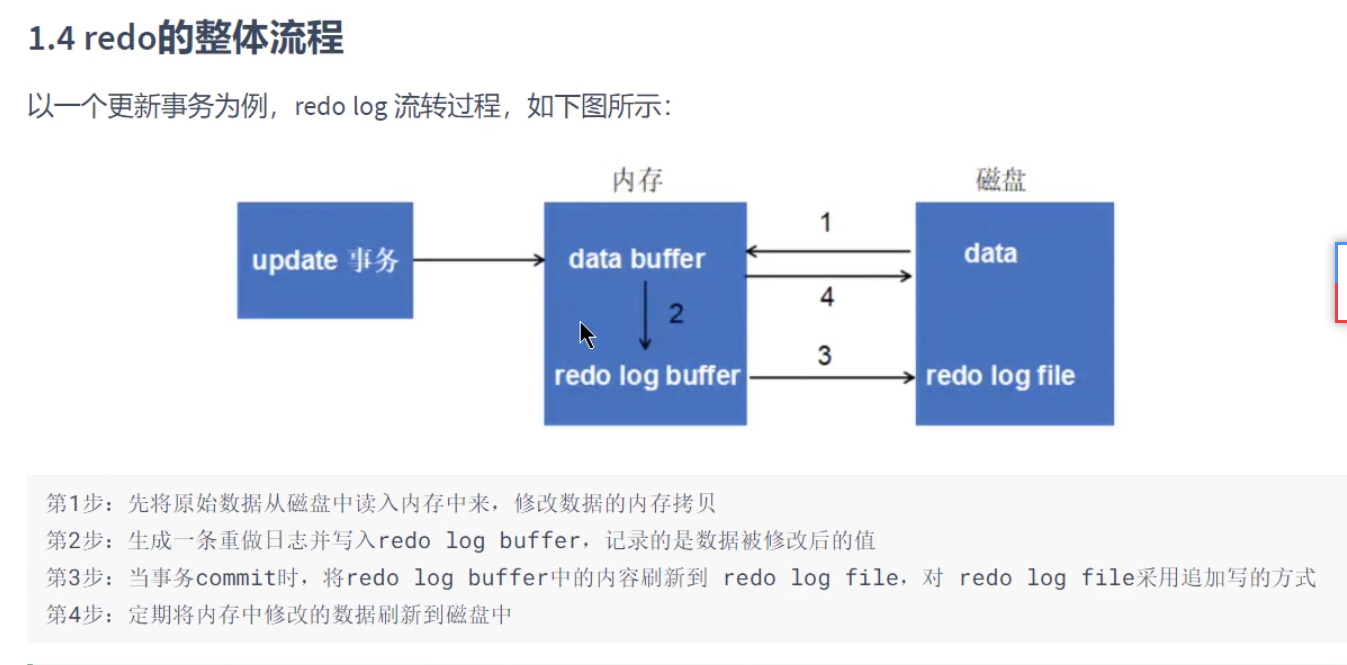 1.4 redo的整体流程
以一个更新事务为例，redo log 流转过程，如下图所示：
内存
磁盘
update 事务
data buffer
1
data
4
2
redo log buffer
3
redo log file
第1步：先将原始数据从磁盘中读入内存中来，修改数据的内存拷贝
第2步：生成一条重做日志并写入redo log buffer，记录的是数据被修改后的值
第3步：当事务commit时，将redo log buffer中的内容刷新到 redo log file，对 redo log file采用追加写的方式
第4步：定期将内存中修改的数据刷新到磁盘中